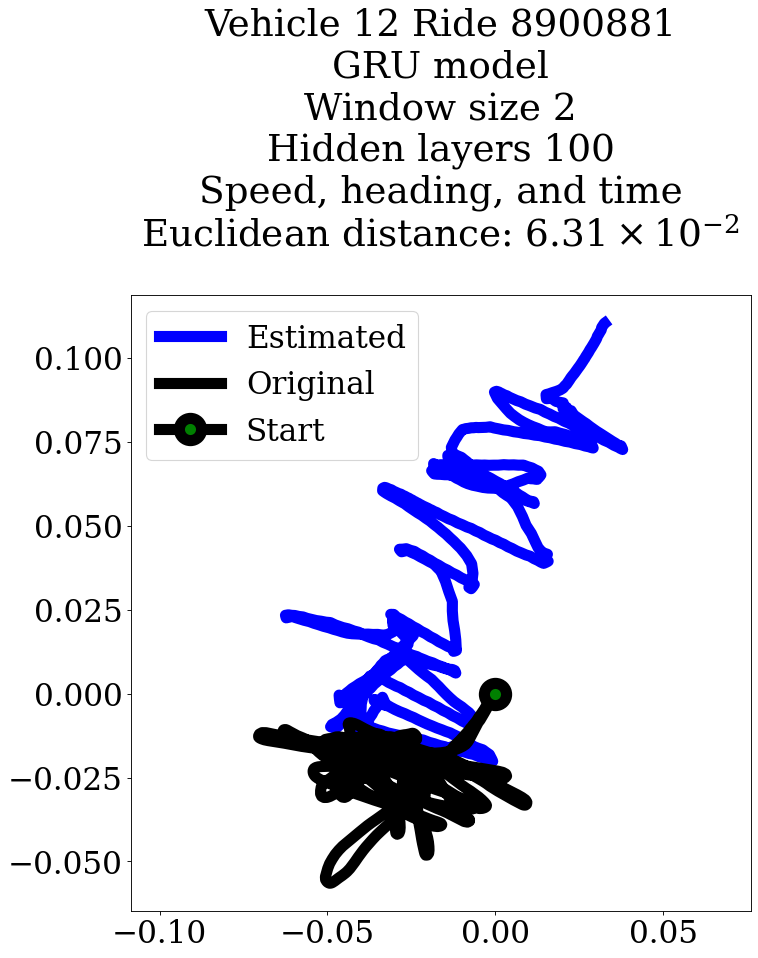 Vehicle 12 Ride 8900881
GRU model
Window size 2
Hidden layers 100
Speed, heading, and time
Euclidean distance: 6.31 × 10⁻²
Estimated
Original
Start
0.100
0.075
0.050
0.025
0.000
−0.025
−0.050
−0.10
−0.05
0.00
0.05